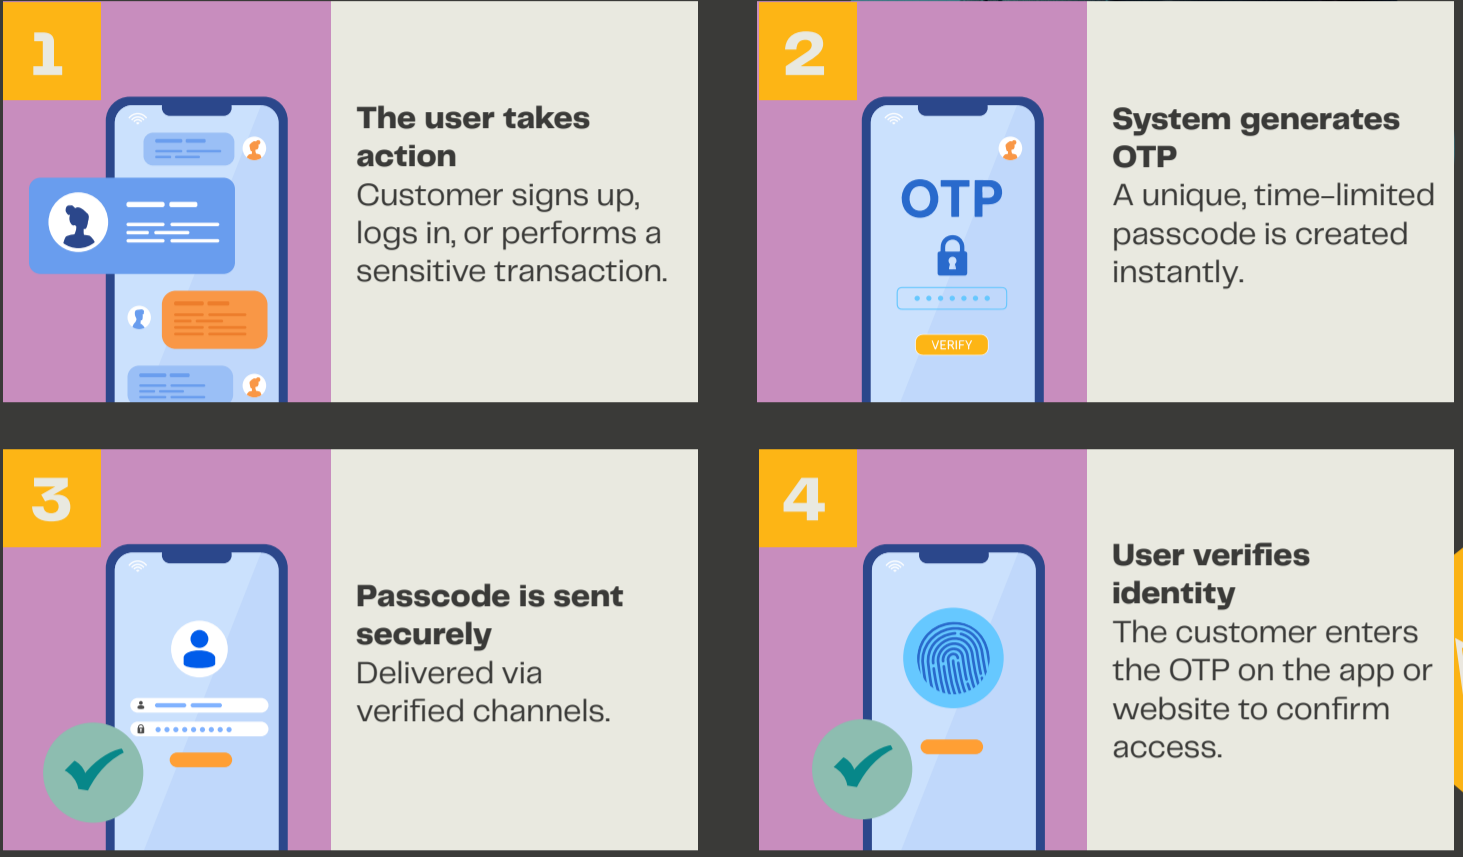 1
The user takes
action
Customer signs up,
logs in, or performs a
sensitive transaction.
2
OTP
VERIFY
System generates
OTP
A unique, time-limited
passcode is created
instantly.
3
Passcode is sent
securely
Delivered via
verified channels.
4
User verifies
identity
The customer enters
the OTP on the app or
website to confirm
access.